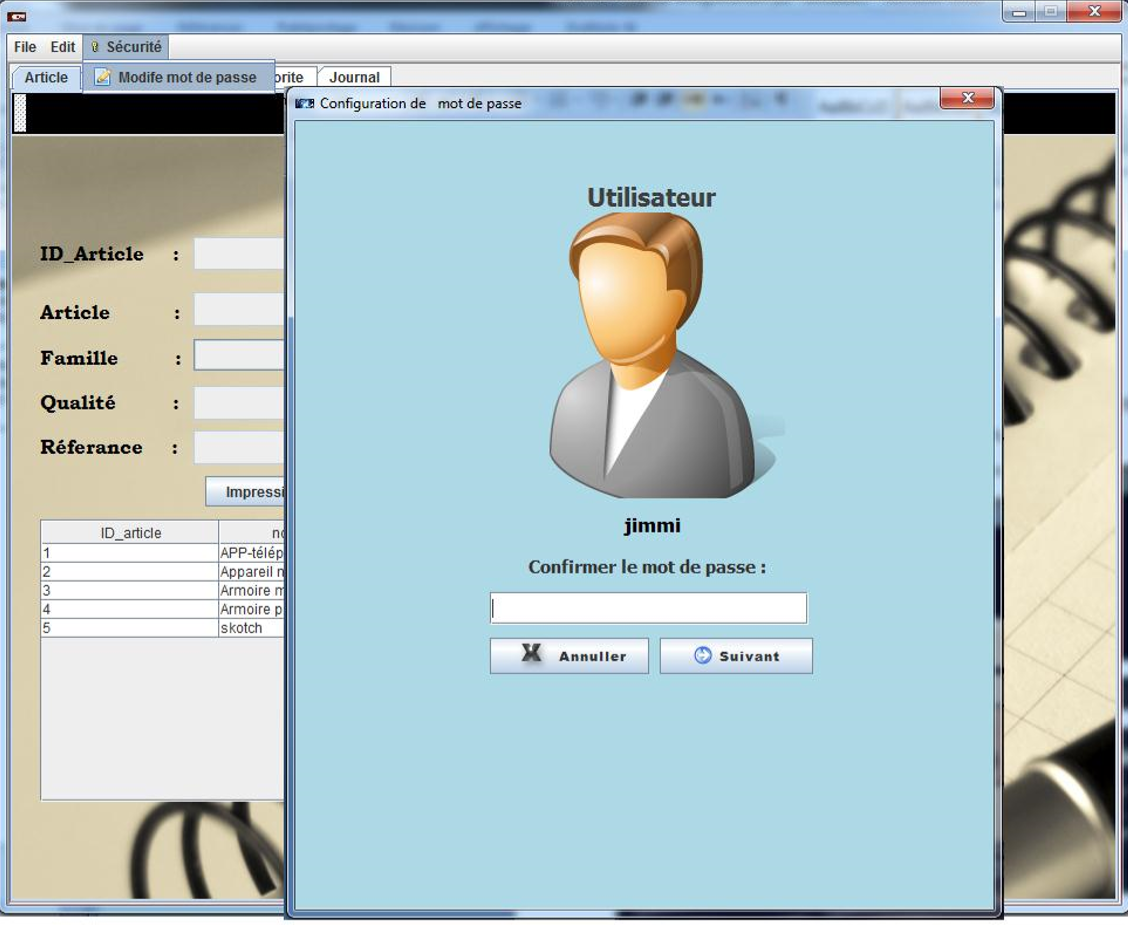 File Edit Sécurité
Article Modife mot de passe orite Journal
Configuration de mot de passe
Utilisateur
ID_Article :
Article :
Famille :
Qualité :
Réferance :
Impressi
jimmi
Confirmer le mot de passe :
Annuller Suivant
ID_article no
1 APP-télép
2 Appareil n
3 Armoire m
4 Armoire p
5 skotch